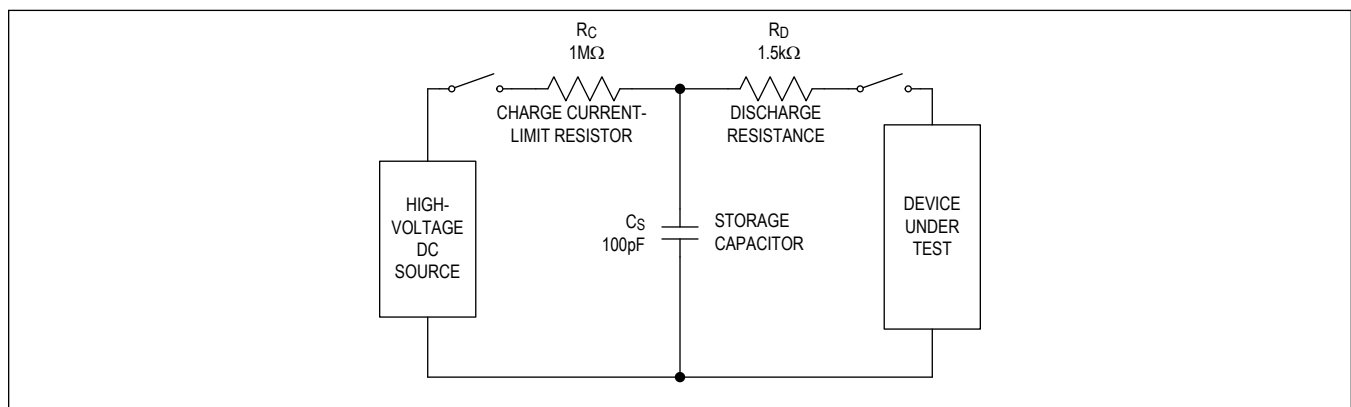 RC
1MΩ
CHARGE CURRENT-
LIMIT RESISTOR
RD
1.5kΩ
DISCHARGE
RESISTANCE
HIGH-
VOLTAGE
DC
SOURCE
CS
100pF
STORAGE
CAPACITOR
DEVICE
UNDER
TEST